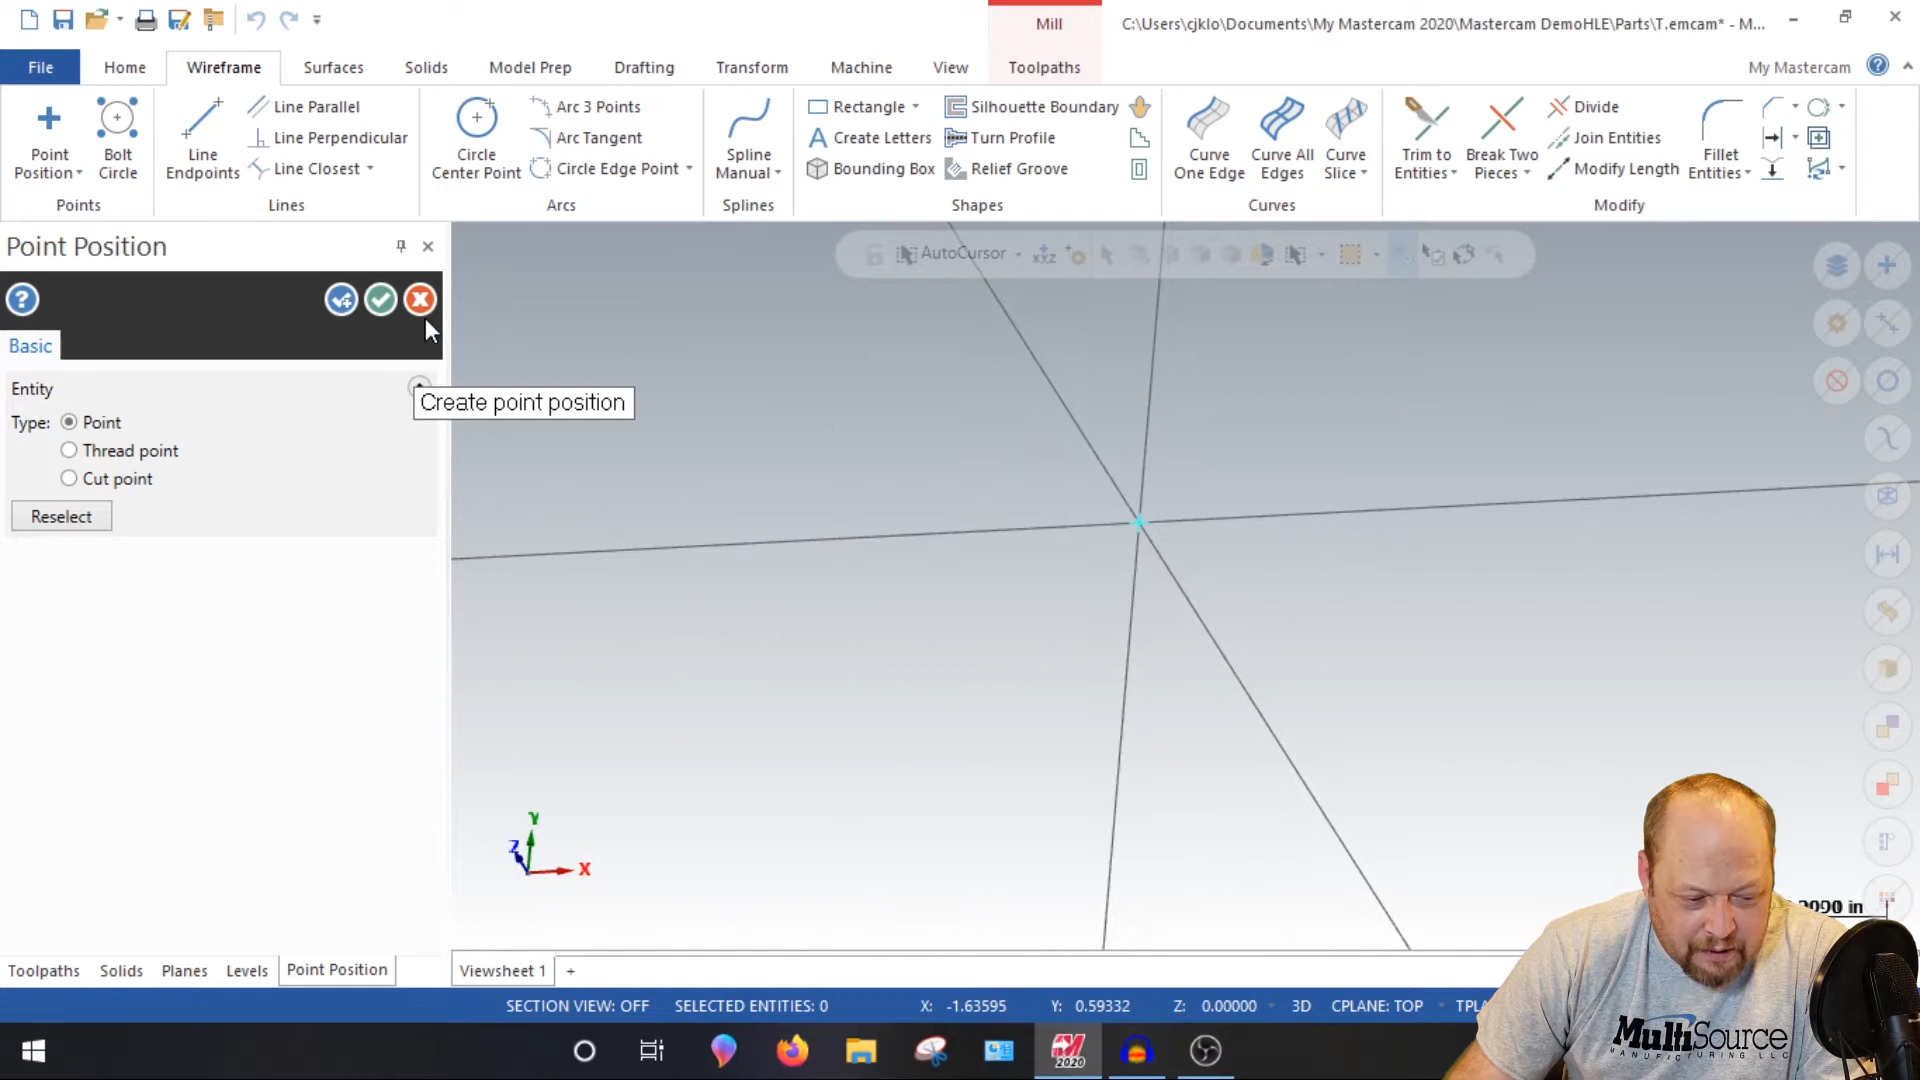 Mill
C:\Users\cjklo\Documents\My Mastercam 2020\Mastercam DemoHLE\Parts\T.emcam* - M...
File
Home
Wireframe
Surfaces
Solids
Model Prep
Drafting
Transform
Machine
View
Toolpaths
My Mastercam
Point
Position
Bolt
Circle
Points
Line
Endpoints
Line Parallel
Line Perpendicular
Line Closest
Lines
Circle
Center Point
Arc 3 Points
Arc Tangent
Circle Edge Point
Arcs
Spline
Manual
Splines
Rectangle
Create Letters
Bounding Box
Silhouette Boundary
Turn Profile
Relief Groove
Shapes
Curve
One Edge
Curve All
Edges
Curve
Slice
Curves
Trim to
Entities
Break Two
Pieces
Divide
Join Entities
Modify Length
Fillet
Entities
Modify
Point Position
Basic
Entity
Create point position
Type:
Point
Thread point
Cut point
Reselect
AutoCursor
Y
Z
X
Toolpaths
Solids
Planes
Levels
Point Position
Viewsheet 1
+
SECTION VIEW: OFF
SELECTED ENTITIES: 0
X: -1.63595
Y: 0.59332
Z: 0.00000
3D
CPLANE: TOP
2020
MultiSource
MANUFACTURING LLC